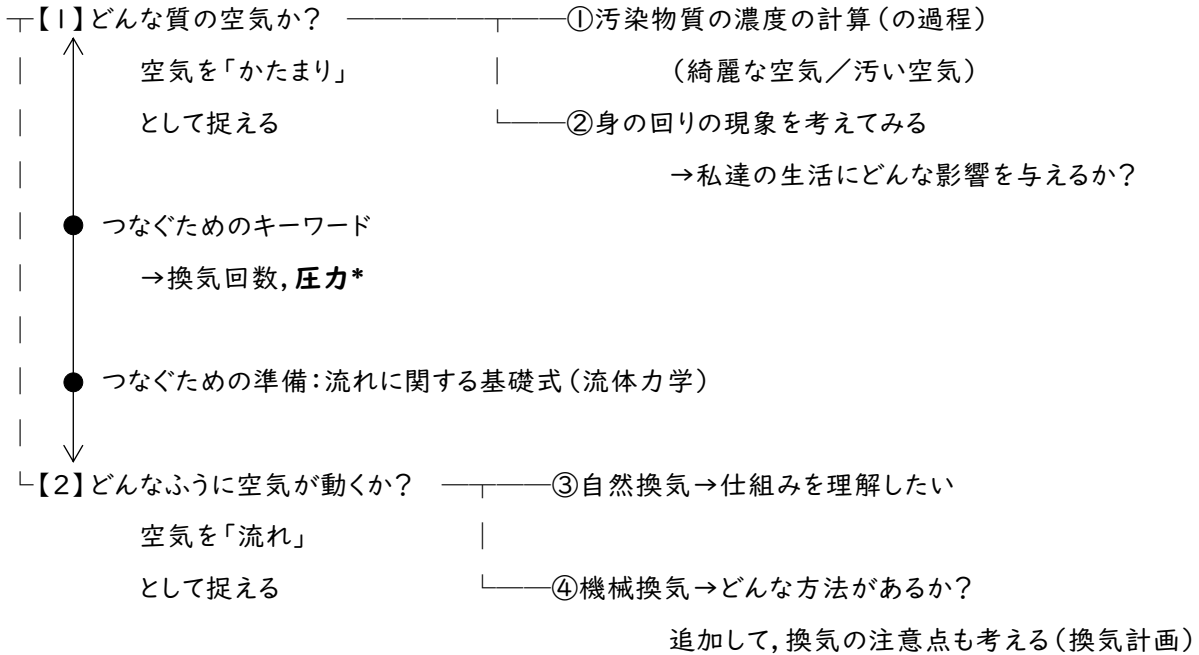 【1】どんな質の空気か? ①汚染物質の濃度の計算(の過程)
空気を「かたまり」 (綺麗な空気/汚い空気)
として捉える ②身の回りの現象を考えてみる
→私達の生活にどんな影響を与えるか?
● つなぐためのキーワード
→換気回数,圧力*
● つなぐための準備:流れに関する基礎式(流体力学)
【2】どんなふうに空気が動くか? ③自然換気→仕組みを理解したい
空気を「流れ」
として捉える ④機械換気→どんな方法があるか?
追加して,換気の注意点も考える(換気計画)